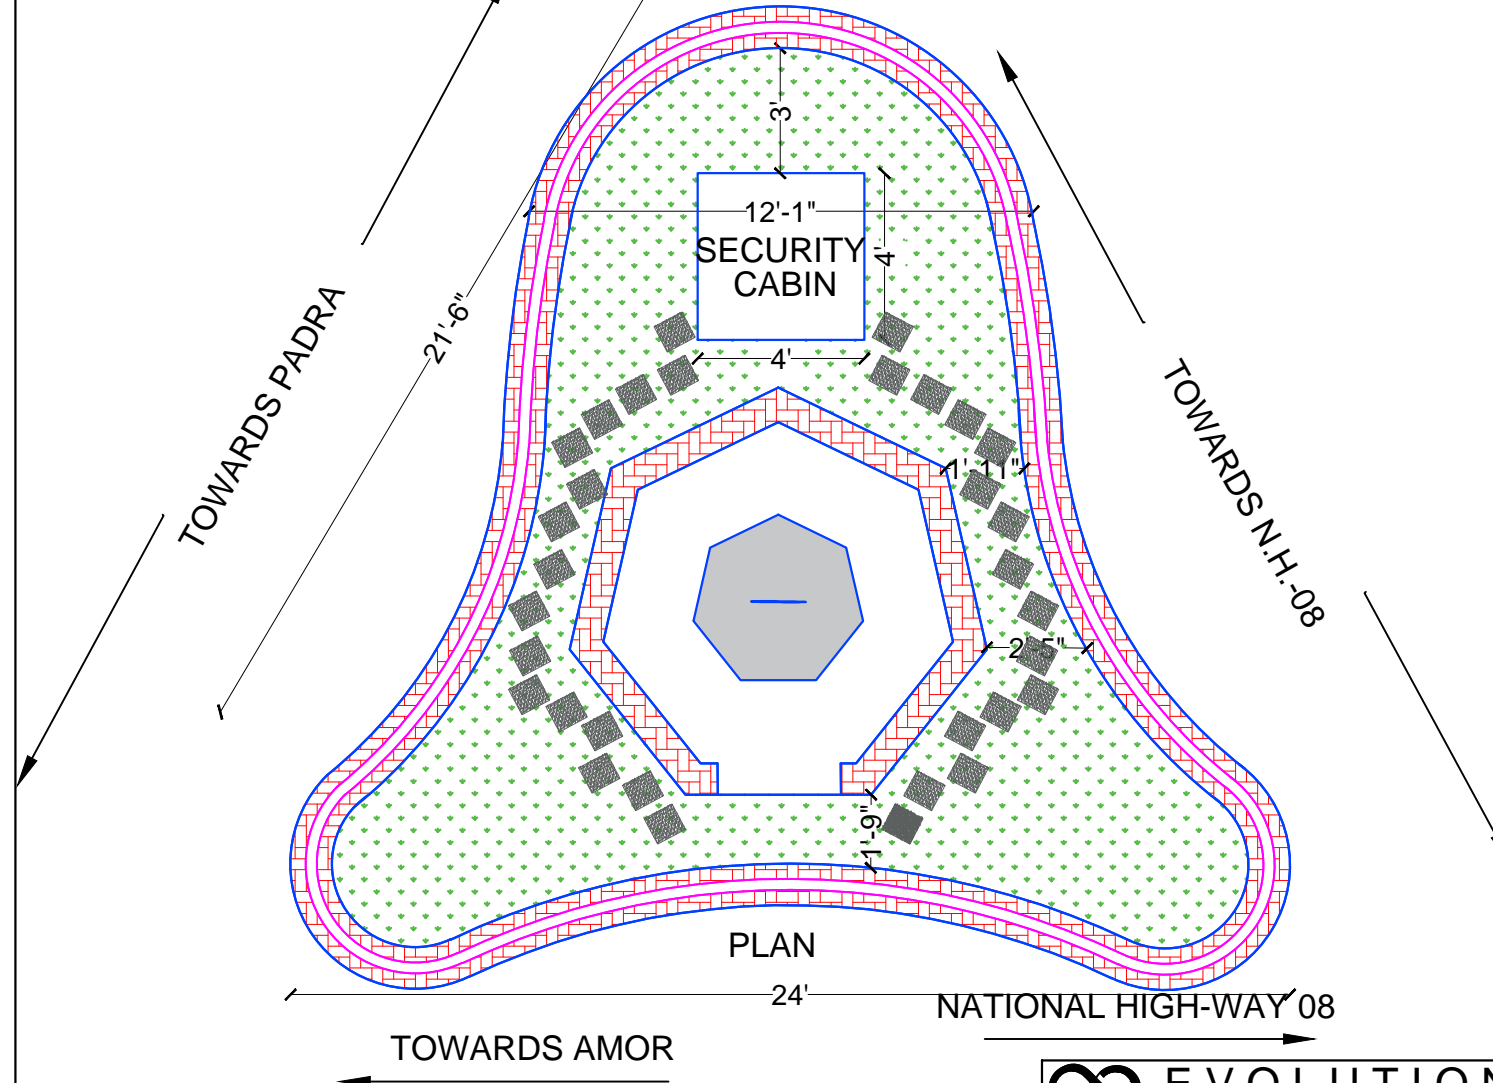 3'
12'-1"
SECURITY
CABIN
4'
4'
21'-6"
TOWARDS PADRA
TOWARDS N.H.-08
1'-11"
2'-5"
1'-9"
PLAN
24'
NATIONAL HIGH-WAY 08
TOWARDS AMOR
EVOLUTION